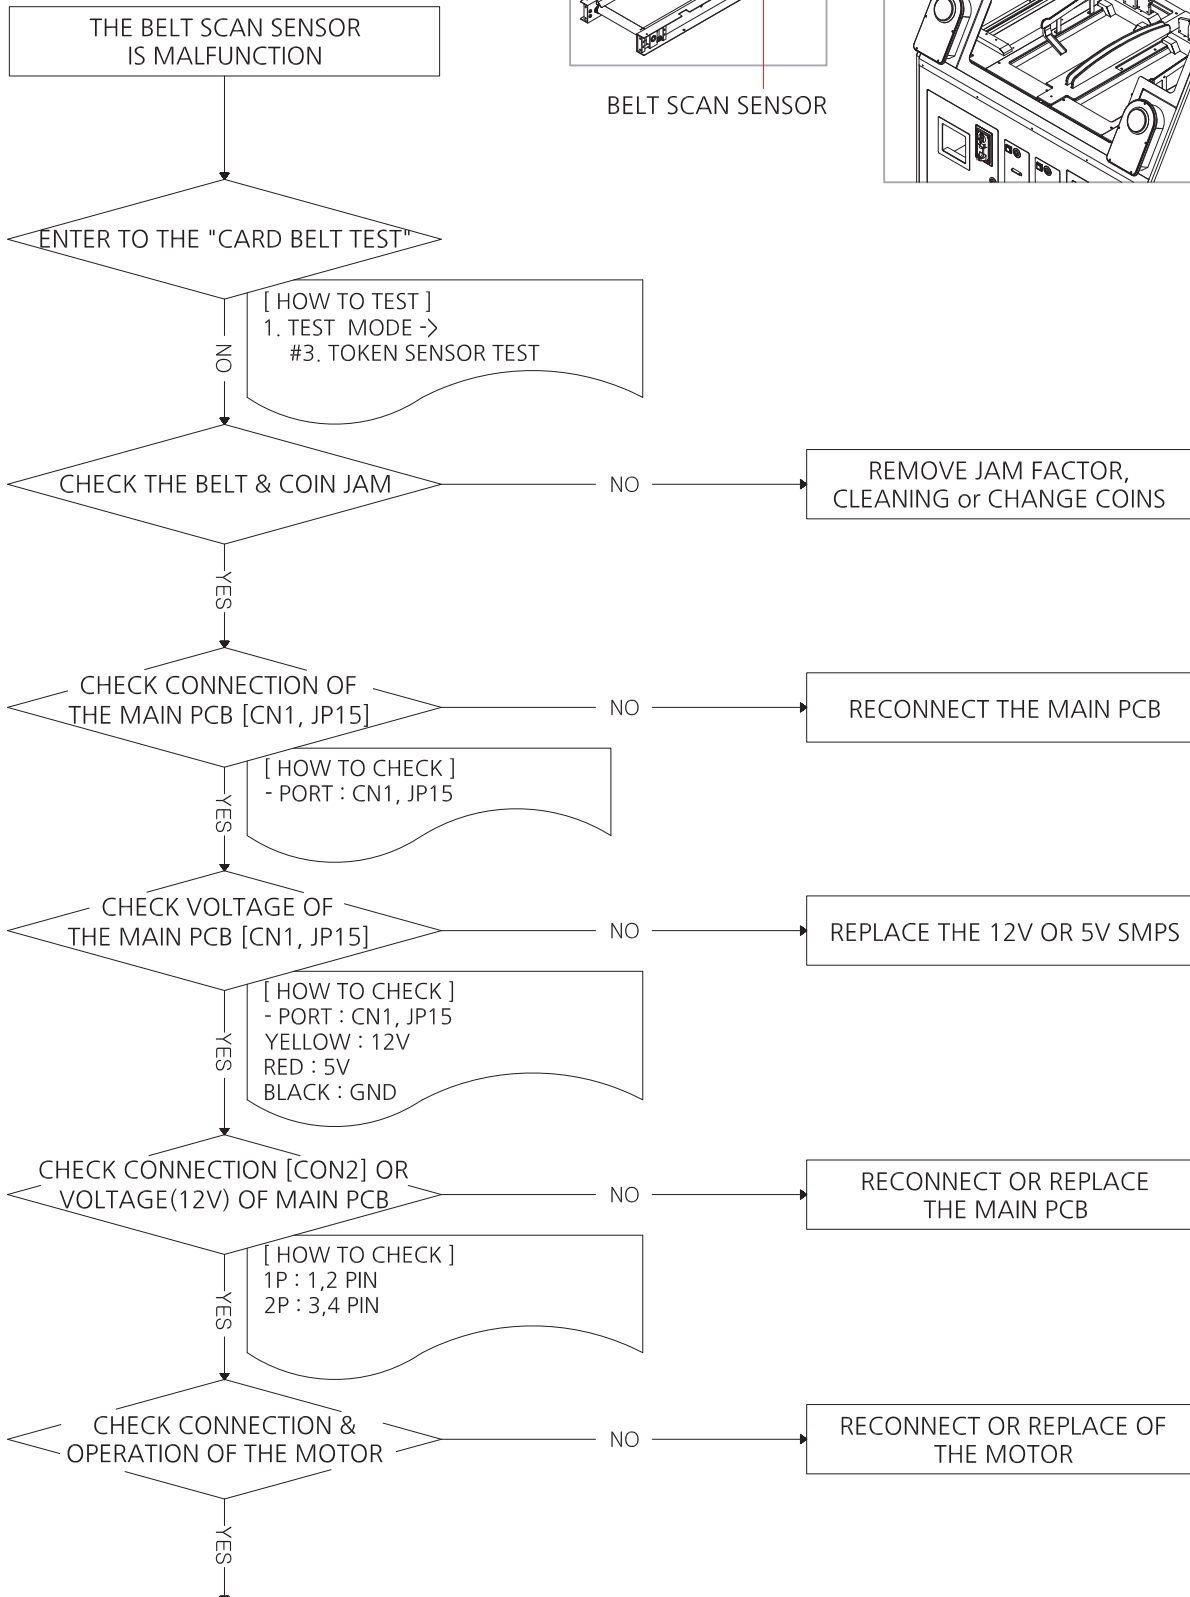 THE BELT SCAN SENSOR
IS MALFUNCTION
BELT SCAN SENSOR
ENTER TO THE "CARD BELT TEST"
[ HOW TO TEST ]
1. TEST MODE ->
#3. TOKEN SENSOR TEST
NO
CHECK THE BELT & COIN JAM
NO
REMOVE JAM FACTOR,
CLEANING or CHANGE COINS
YES
CHECK CONNECTION OF
THE MAIN PCB [CN1, JP15]
NO
RECONNECT THE MAIN PCB
[ HOW TO CHECK ]
- PORT : CN1, JP15
YES
CHECK VOLTAGE OF
THE MAIN PCB [CN1, JP15]
NO
REPLACE THE 12V OR 5V SMPS
[ HOW TO CHECK ]
- PORT : CN1, JP15
YELLOW : 12V
RED : 5V
BLACK : GND
YES
CHECK CONNECTION [CON2] OR
VOLTAGE(12V) OF MAIN PCB
NO
RECONNECT OR REPLACE
THE MAIN PCB
[ HOW TO CHECK ]
1P : 1,2 PIN
2P : 3,4 PIN
YES
CHECK CONNECTION &
OPERATION OF THE MOTOR
NO
RECONNECT OR REPLACE OF
THE MOTOR
YES